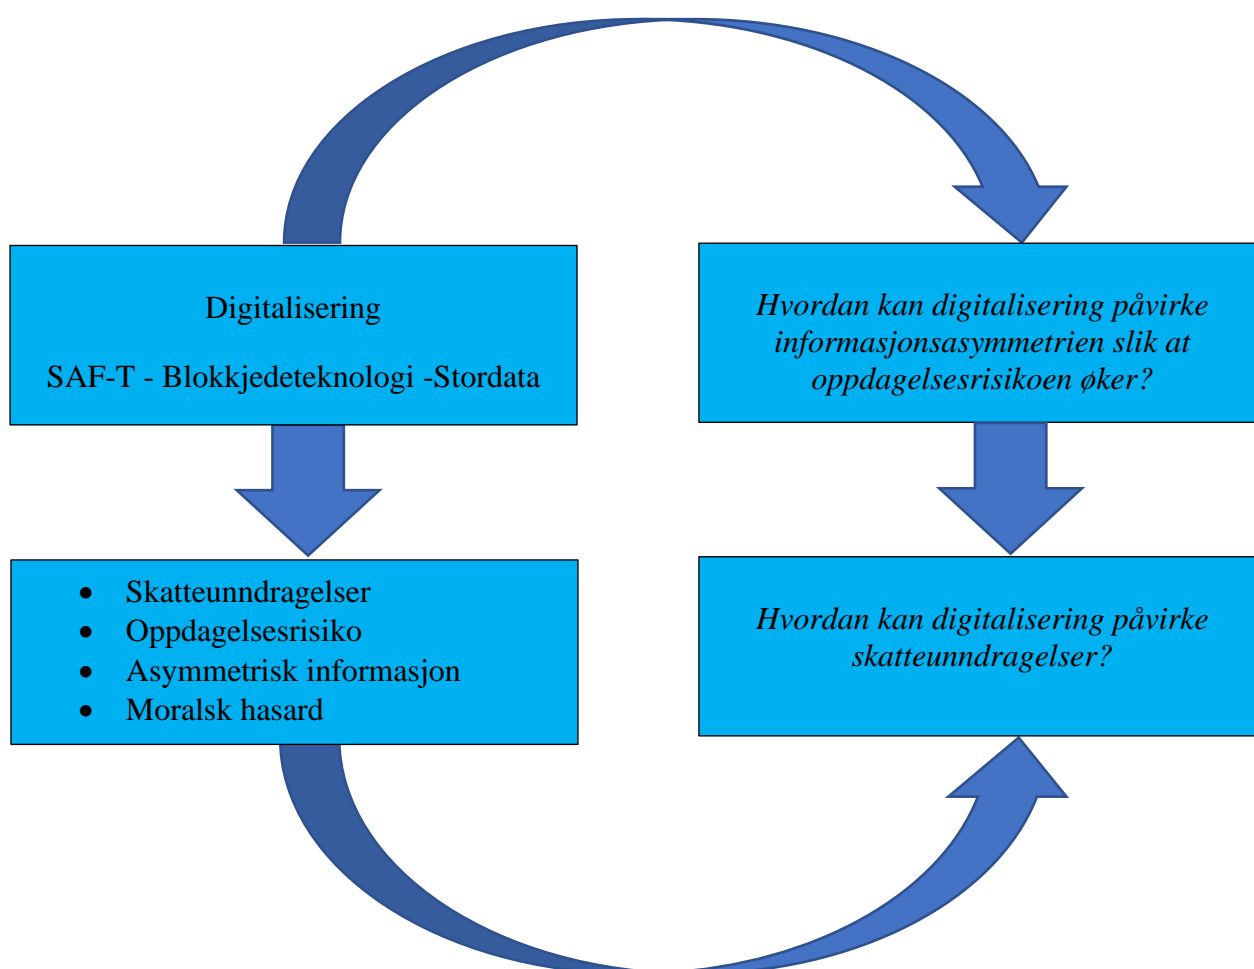 Digitalisering
SAF-T - Blokkjedeteknologi -Stordata
Hvordan kan digitalisering påvirke
informasjonsasymmetrien slik at
oppdagelsesrisikoen øker?
• Skatteunndragelser
• Oppdagelsesrisiko
• Asymmetrisk informasjon
• Moralsk hasard
Hvordan kan digitalisering påvirke
skatteunndragelser?